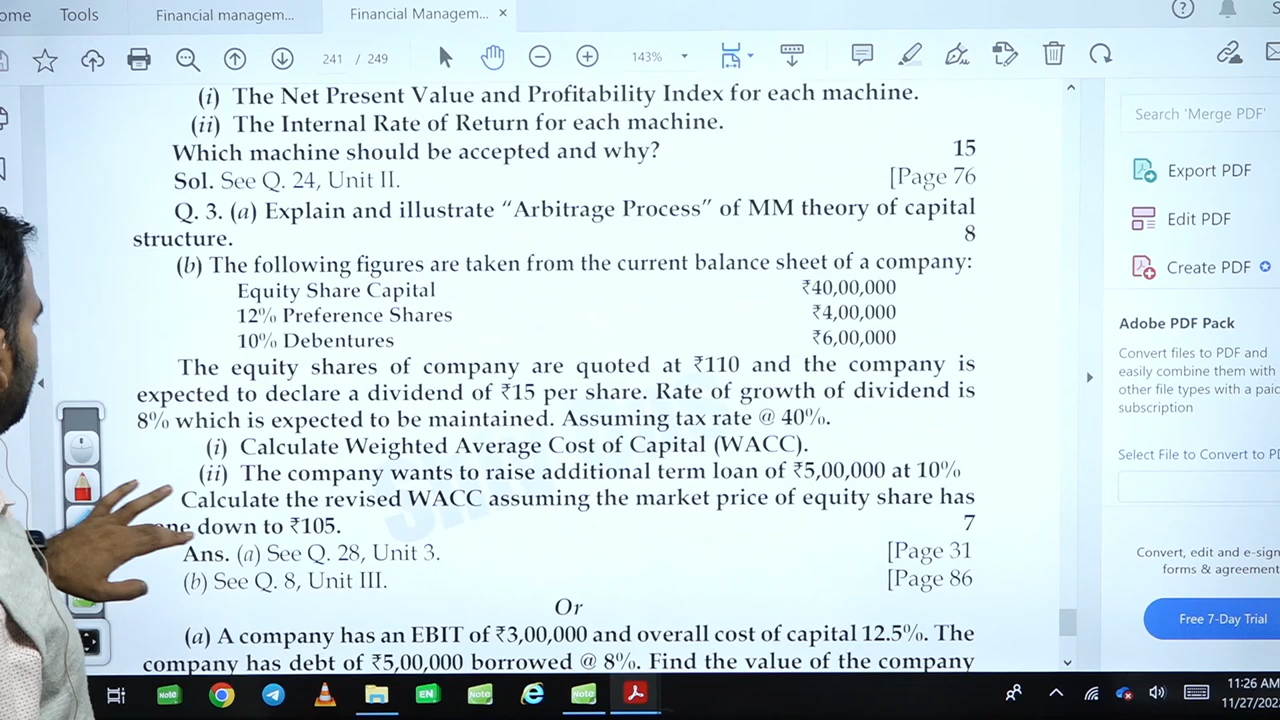 ome Tools Financial managem... Financial Managem... ×
241 / 249 143%
(i) The Net Present Value and Profitability Index for each machine.
(ii) The Internal Rate of Return for each machine.
Which machine should be accepted and why? 15
Sol. See Q. 24, Unit II. [Page 76
Q. 3. (a) Explain and illustrate “Arbitrage Process” of MM theory of capital
structure. 8
(b) The following figures are taken from the current balance sheet of a company:
Equity Share Capital ₹40,00,000
12% Preference Shares ₹4,00,000
10% Debentures ₹6,00,000
The equity shares of company are quoted at ₹110 and the company is
expected to declare a dividend of ₹15 per share. Rate of growth of dividend is
8% which is expected to be maintained. Assuming tax rate @ 40%.
(i) Calculate Weighted Average Cost of Capital (WACC).
(ii) The company wants to raise additional term loan of ₹5,00,000 at 10%
Calculate the revised WACC assuming the market price of equity share has
ne down to ₹105. 7
Ans. (a) See Q. 28, Unit 3. [Page 31
(b) See Q. 8, Unit III. [Page 86
Or
(a) A company has an EBIT of ₹3,00,000 and overall cost of capital 12.5%. The
company has debt of ₹5,00,000 borrowed @ 8%. Find the value of the company
Search 'Merge PDF'
Export PDF
Edit PDF
Create PDF
Adobe PDF Pack
Convert files to PDF and
easily combine them with
other file types with a paid
subscription
Select File to Convert to PD
Convert, edit and e-sign
forms & agreement
Free 7-Day Trial
Note EN Note Note
11:26 AM
11/27/202